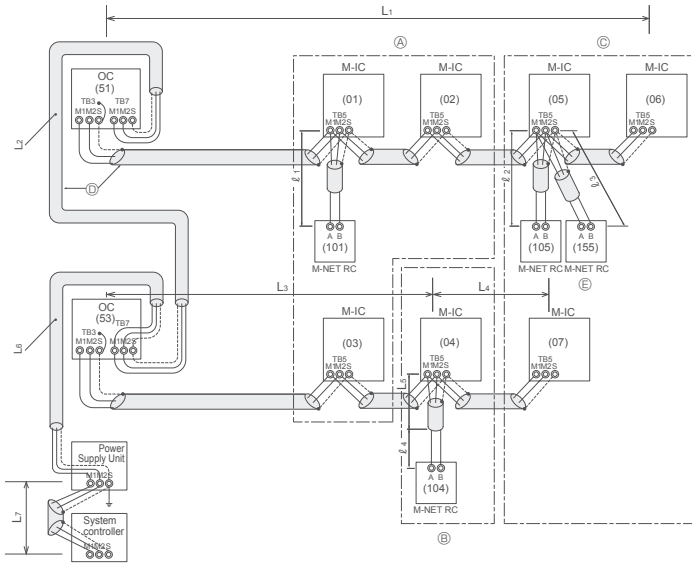 L1
Ⓐ
Ⓒ
OC
(51)
TB3 TB7
M1M2S M1M2S
M-IC
(01)
TB5
M1M2S
M-IC
(02)
TB5
M1M2S
M-IC
(05)
TB5
M1M2S
M-IC
(06)
TB5
M1M2S
L2
Ⓓ
ℓ1
ℓ2
ℓ3
A B
(101)
M-NET RC
A B
(105)
M-NET RC
A B
(155)
M-NET RC
Ⓔ
L3
L4
OC
(53)
TB3 TB7
M1M2S M1M2S
M-IC
(03)
TB5
M1M2S
M-IC
(04)
TB5
M1M2S
M-IC
(07)
TB5
M1M2S
L6
L5
ℓ4
A B
(104)
M-NET RC
Ⓑ
Power
Supply Unit
M1M2S
L7
System
controller
M1M2S